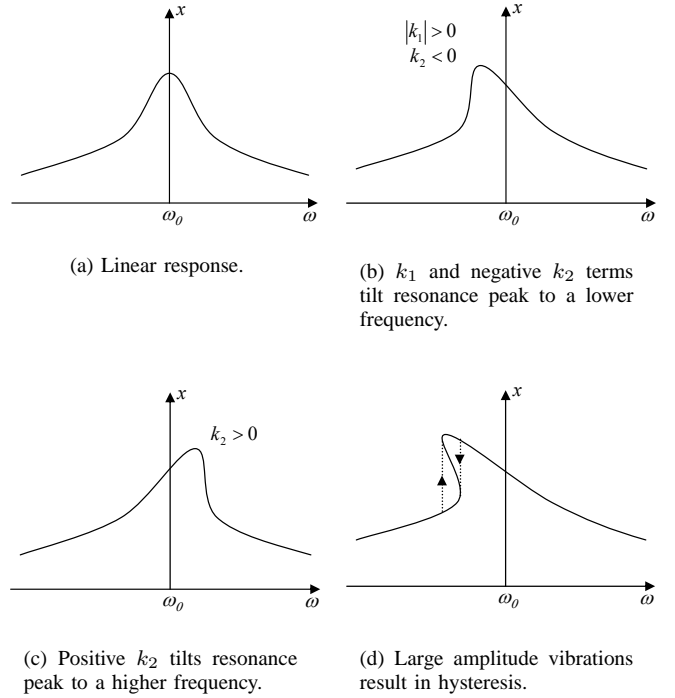 x
ω₀
ω
(a) Linear response.
x
|k₁| > 0
k₂ < 0
ω₀
ω
(b) k₁ and negative k₂ terms
tilt resonance peak to a lower
frequency.
x
k₂ > 0
ω₀
ω
(c) Positive k₂ tilts resonance
peak to a higher frequency.
x
ω₀
ω
(d) Large amplitude vibrations
result in hysteresis.